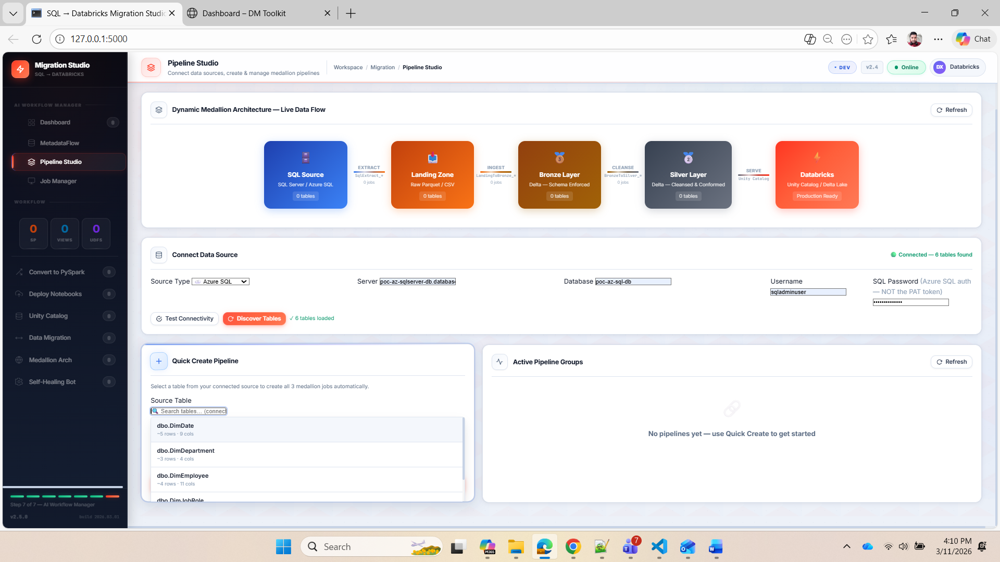 SQL → Databricks Migration Studio
Dashboard – DM Toolkit
127.0.0.1:5000
Chat
Migration Studio
SQL → DATABRICKS
AI WORKFLOW MANAGER
Dashboard 0
MetadataFlow
Pipeline Studio
Job Manager
WORKFLOW
0 0 0
SP VIEWS UDFS
Convert to PySpark 0
Deploy Notebooks 0
Unity Catalog 0
Data Migration 0
Medallion Arch 0
Self-Healing Bot 0
Step 7 of 7 — AI Workflow Manager
v2.5.0 build 2026.03.01
Pipeline Studio
Connect data sources, create & manage medallion pipelines
Workspace / Migration / Pipeline Studio
• DEV
v2.4
Online
DX Databricks
Dynamic Medallion Architecture — Live Data Flow
Refresh
SQL Source
SQL Server / Azure SQL
0 tables
EXTRACT
SqlExtract_*
0 jobs
Landing Zone
Raw Parquet / CSV
0 tables
INGEST
LandingToBronze_*
0 jobs
3
Bronze Layer
Delta — Schema Enforced
0 tables
CLEANSE
BronzeToSilver_*
0 jobs
2
Silver Layer
Delta — Cleansed & Conformed
0 tables
SERVE
Unity Catalog
Databricks
Unity Catalog / Delta Lake
Production Ready
Connect Data Source
Connected — 6 tables found
Source Type Azure SQL
Server poc-az-sqlserver-db.databas
Database poc-az-sql-db
Username
sqladminuser
SQL Password (Azure SQL auth
— NOT the PAT token)
••••••••••••••
Test Connectivity
Discover Tables
✓ 6 tables loaded
Quick Create Pipeline
Select a table from your connected source to create all 3 medallion jobs automatically.
Source Table
Search tables... (connect
dbo.DimDate
~5 rows · 9 cols
dbo.DimDepartment
~3 rows · 4 cols
dbo.DimEmployee
~4 rows · 11 cols
dbo.DimJobRole
Active Pipeline Groups
Refresh
No pipelines yet — use Quick Create to get started
Search
M365
7
4:10 PM
3/11/2026